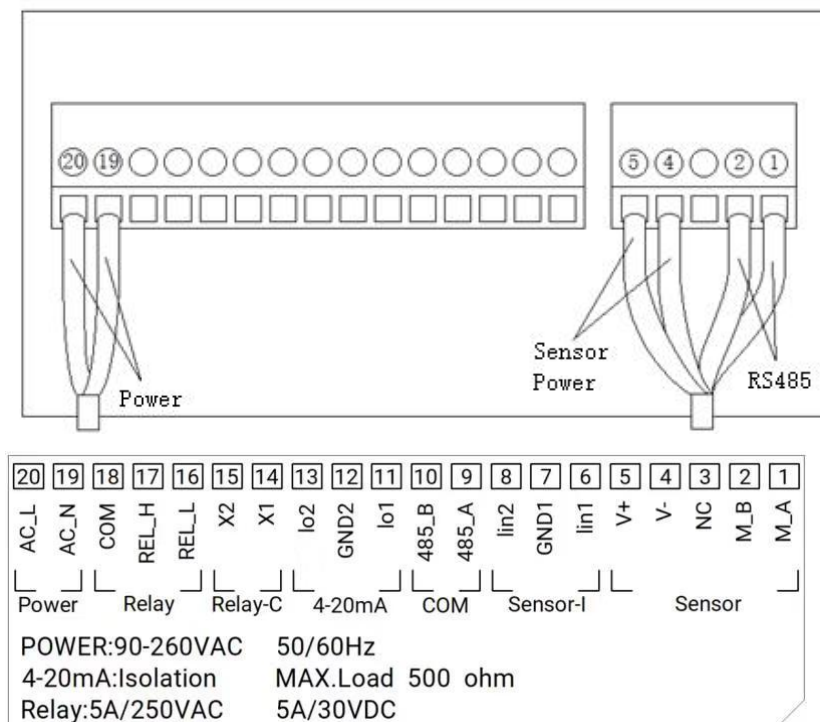 20 19 5 4 2 1
Sensor
Power
RS485
Power
20 19 18 17 16 15 14 13 12 11 10 9 8 7 6 5 4 3 2 1
AC_L AC_N COM REL_H REL_L X2 X1 Io2 GND2 Io1 485_B 485_A Iin2 GND1 Iin1 V+ V- NC M_B M_A
Power Relay Relay-C 4-20mA COM Sensor-I Sensor
POWER:90-260VAC 50/60Hz
4-20mA:Isolation MAX.Load 500 ohm
Relay:5A/250VAC 5A/30VDC